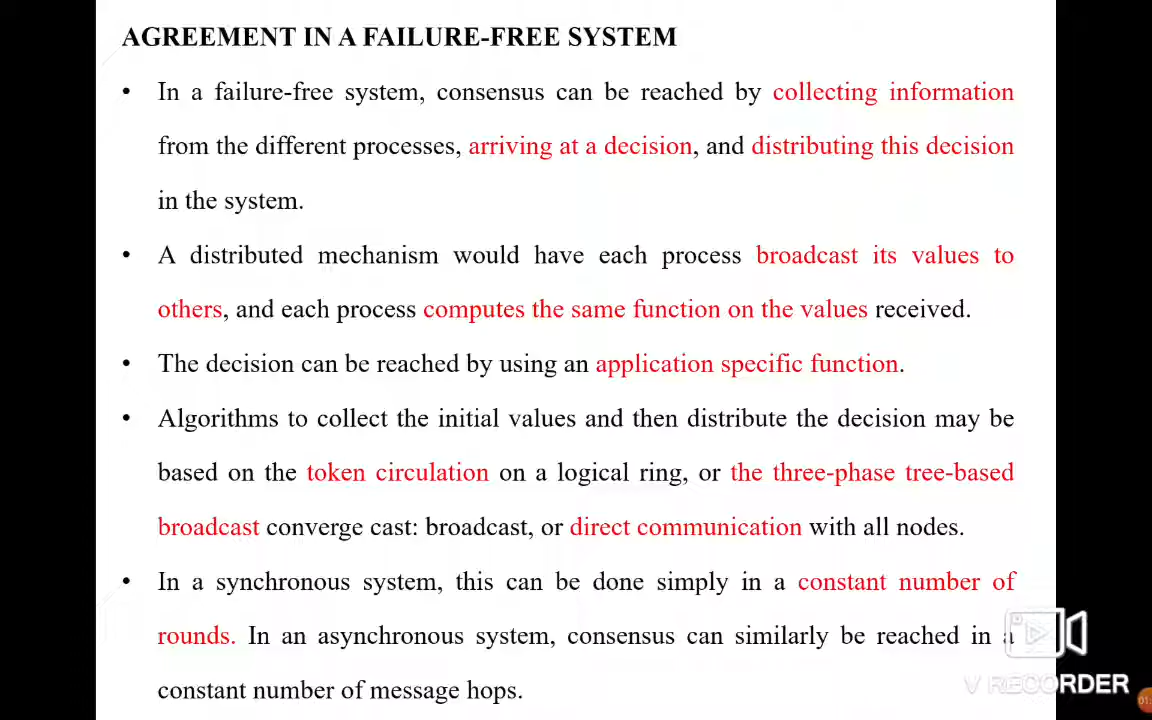 AGREEMENT IN A FAILURE-FREE SYSTEM
• In a failure-free system, consensus can be reached by collecting information
from the different processes, arriving at a decision, and distributing this decision
in the system.
• A distributed mechanism would have each process broadcast its values to
others, and each process computes the same function on the values received.
• The decision can be reached by using an application specific function.
• Algorithms to collect the initial values and then distribute the decision may be
based on the token circulation on a logical ring, or the three-phase tree-based
broadcast converge cast: broadcast, or direct communication with all nodes.
• In a synchronous system, this can be done simply in a constant number of
rounds. In an asynchronous system, consensus can similarly be reached in a
constant number of message hops.
V RECORDER